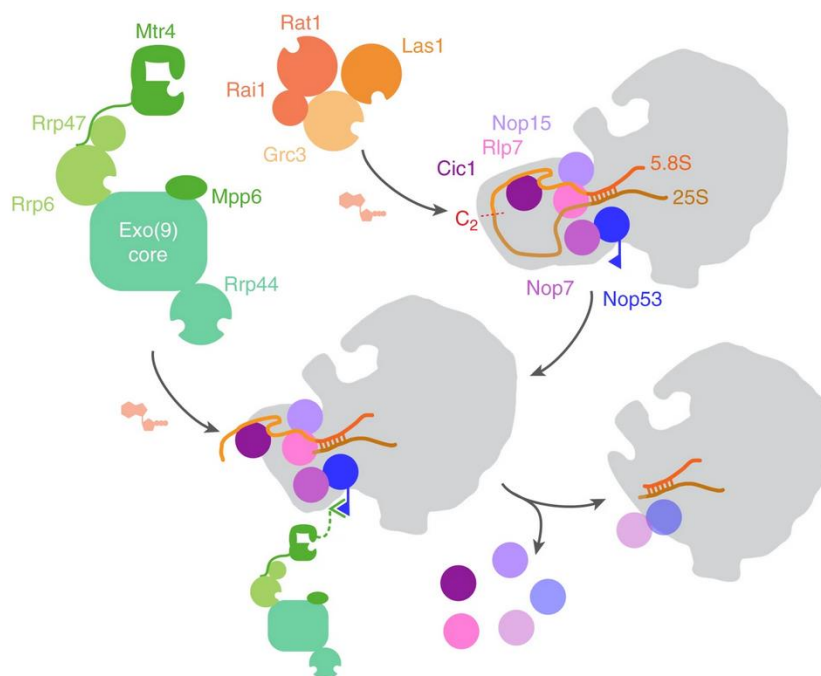 Mtr4
Rat1
Las1
Rai1
Rrp47
Nop15
Grc3
Rlp7
Cic1
5.8S
Rrp6
Mpp6
25S
C2
Exo(9)
core
Rrp44
Nop7
Nop53